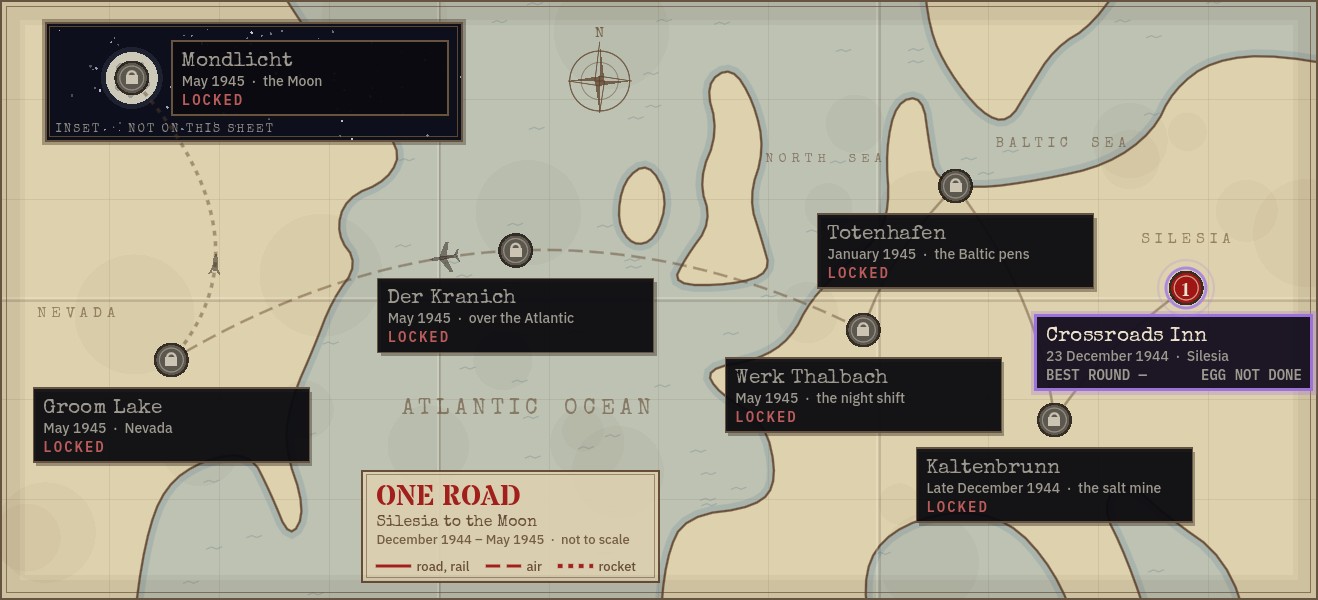 Mondlicht
May 1945 · the Moon
LOCKED
INSET · NOT ON THIS SHEET
N
NORTH SEA
BALTIC SEA
Totenhafen
January 1945 · the Baltic pens
LOCKED
SILESIA
1
Der Kranich
May 1945 · over the Atlantic
LOCKED
NEVADA
Crossroads Inn
23 December 1944 · Silesia
BEST ROUND — EGG NOT DONE
Werk Thalbach
May 1945 · the night shift
LOCKED
Groom Lake
May 1945 · Nevada
LOCKED
ATLANTIC OCEAN
Kaltenbrunn
Late December 1944 · the salt mine
LOCKED
ONE ROAD
Silesia to the Moon
December 1944 – May 1945 · not to scale
road, rail air rocket